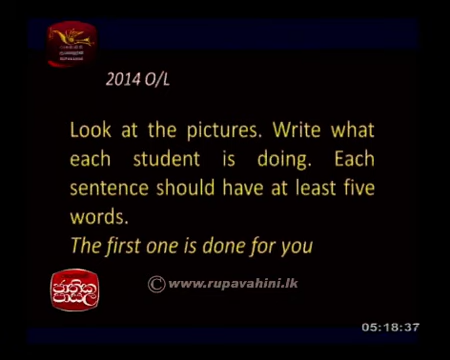 2014 O/L
Look at the pictures. Write what
each student is doing. Each
sentence should have at least five
words.
The first one is done for you
ජාතික
පාසල
© www.rupavahini.lk
05:18:37